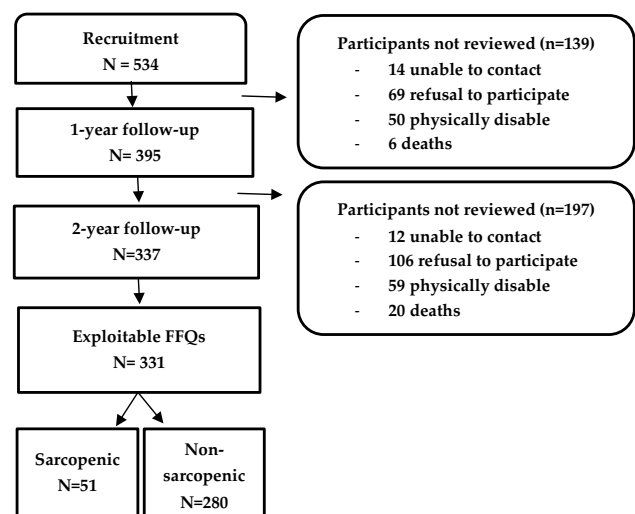 Recruitment
N = 534
Participants not reviewed (n=139)
- 14 unable to contact
- 69 refusal to participate
- 50 physically disable
- 6 deaths
1-year follow-up
N= 395
Participants not reviewed (n=197)
- 12 unable to contact
- 106 refusal to participate
- 59 physically disable
- 20 deaths
2-year follow-up
N=337
Exploitable FFQs
N= 331
Sarcopenic
N=51
Non-
sarcopenic
N=280